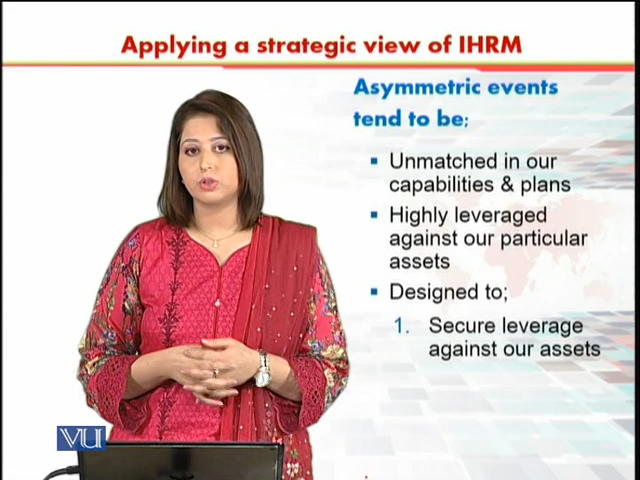 Applying a strategic view of IHRM
Asymmetric events
tend to be;
Unmatched in our
capabilities & plans
Highly leveraged
against our particular
assets
Designed to;
1. Secure leverage
against our assets
VU